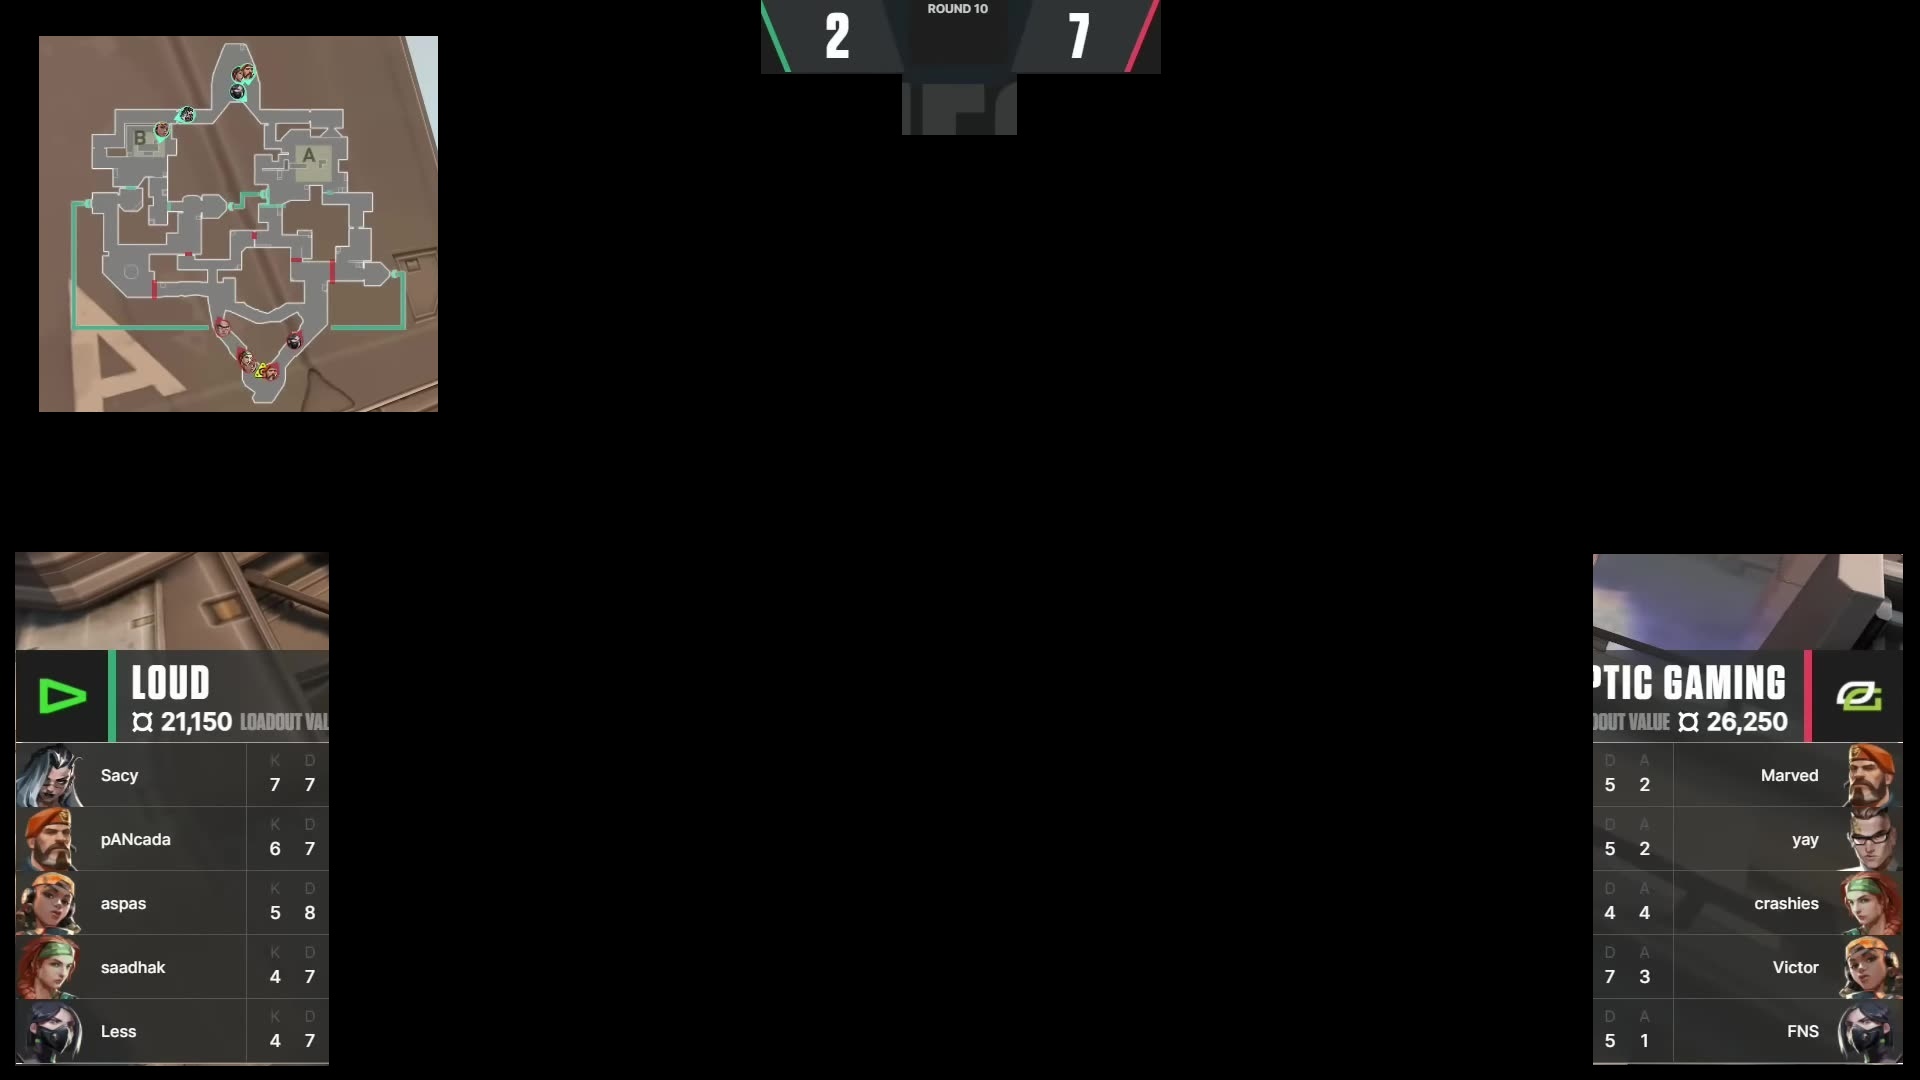 ROUND 10
2
7
B
A
LOUD
21,150 LOADOUT VAL
K D
Sacy 7 7
K D
pANcada 6 7
K D
aspas 5 8
K D
saadhak 4 7
K D
Less 4 7
PTIC GAMING
OUT VALUE 26,250
D A
5 2 Marved
D A
5 2 yay
D A
4 4 crashies
D A
7 3 Victor
D A
5 1 FNS